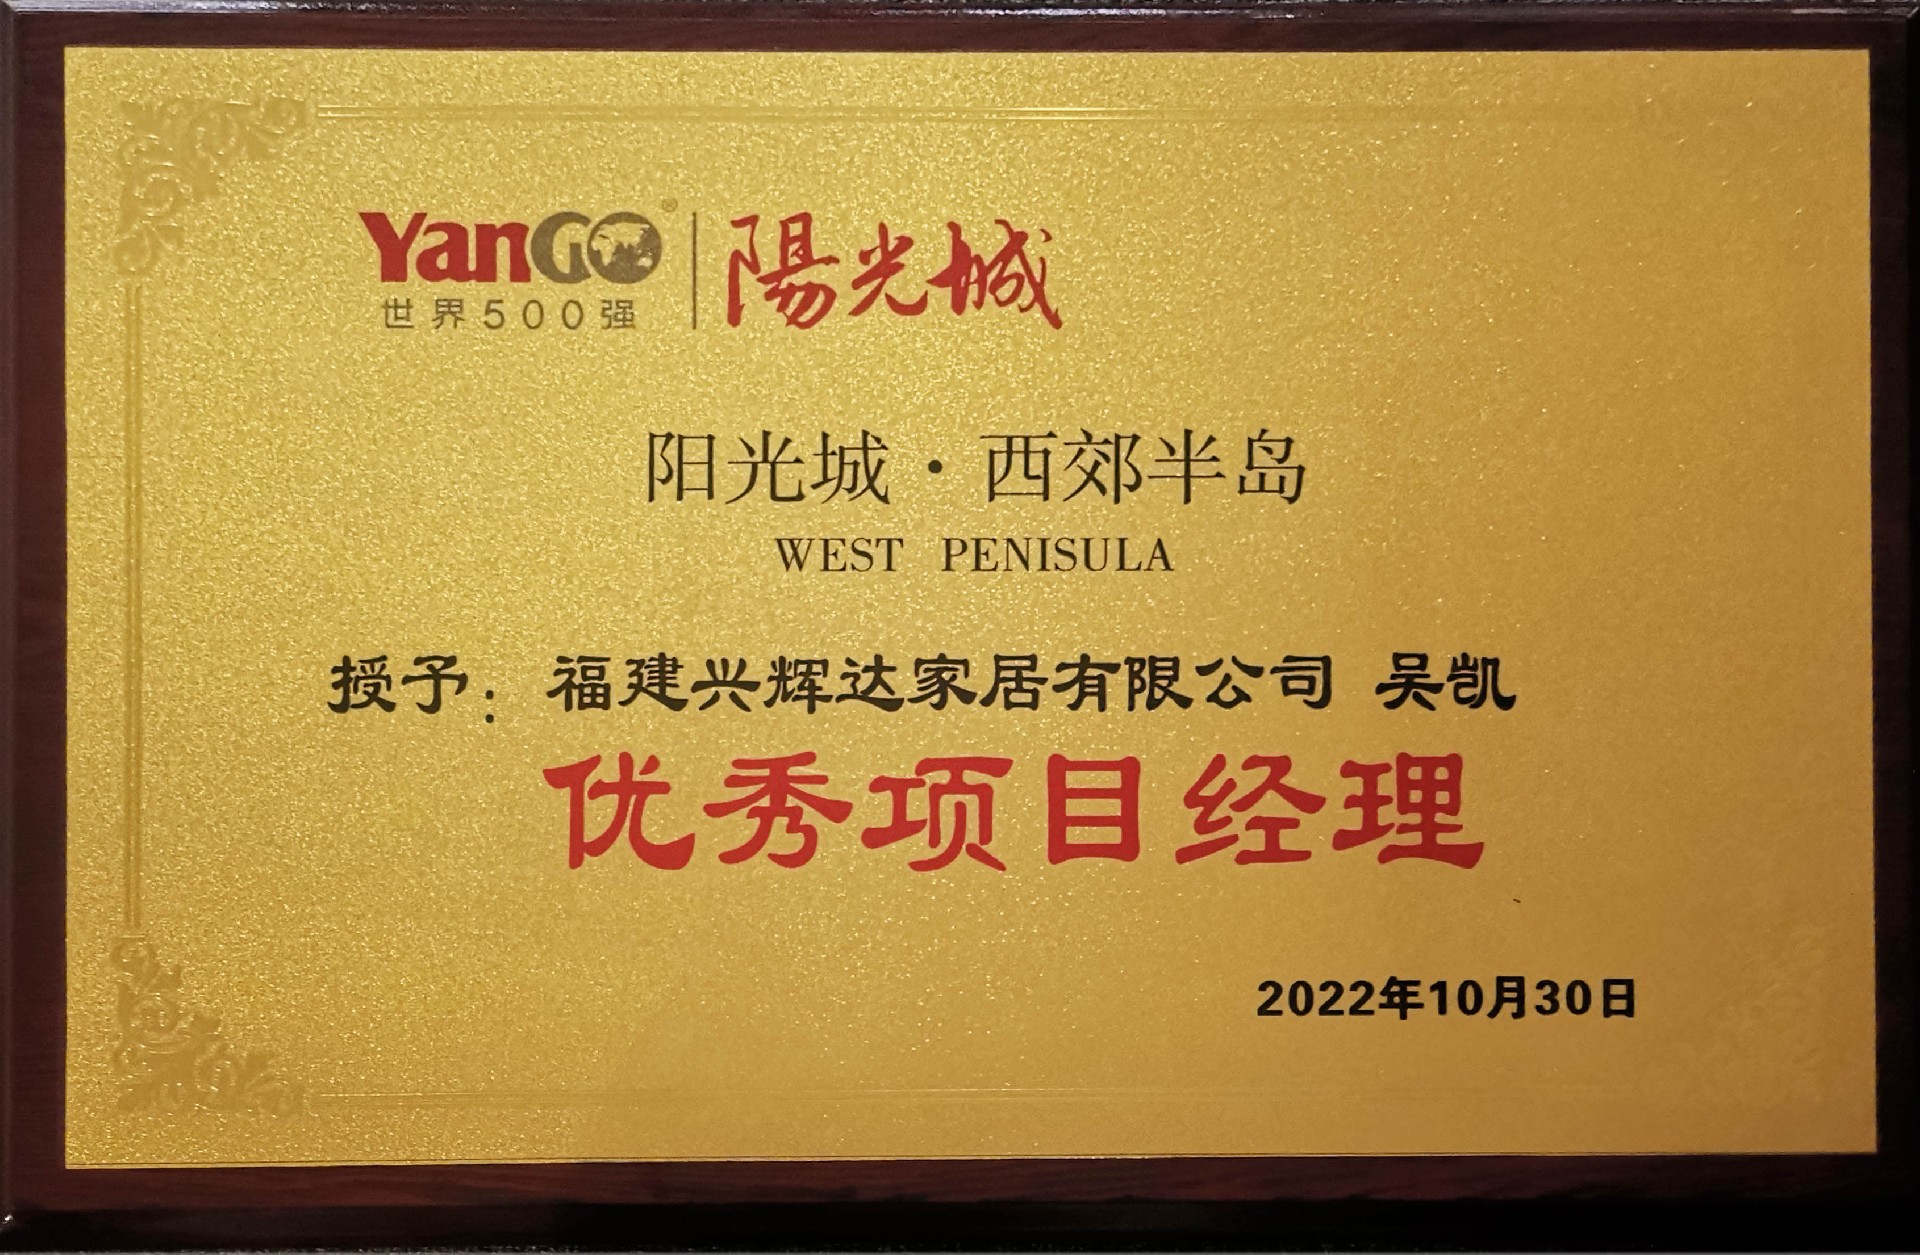 YanGO® 陽光城
世界500强
阳光城·西郊半岛
WEST PENISULA
授予：福建兴辉达家居有限公司 吴凯
优秀项目经理
2022年10月30日